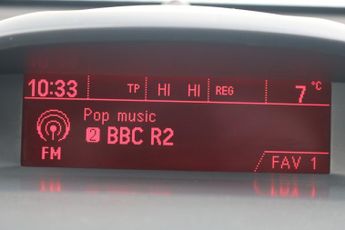 10:33 TP HI HI REG 7 °C
Pop music
2 BBC R2
FM
FAV 1